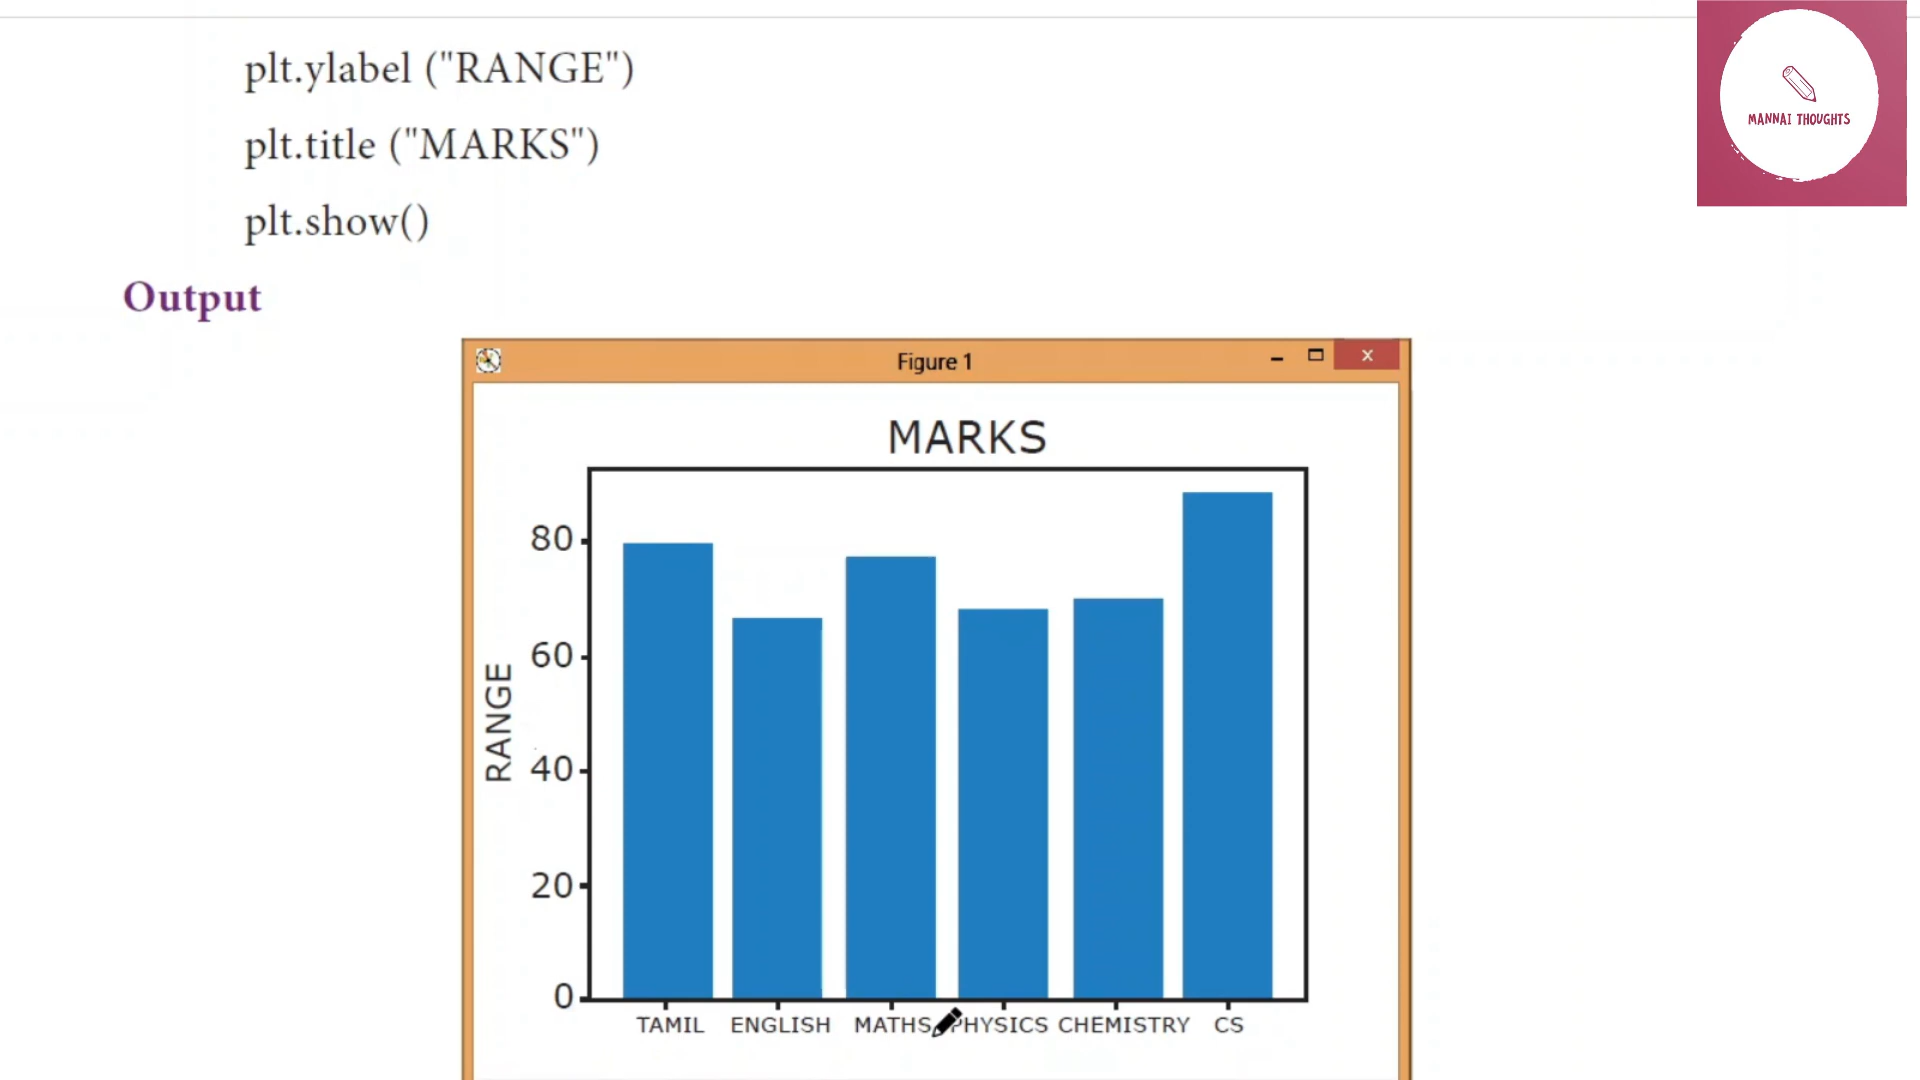 plt.ylabel ("RANGE")
MANNAI THOUGHTS
plt.title ("MARKS")
plt.show()
Output
Figure 1
x
MARKS
80
60
40
20
0
RANGE
TAMIL ENGLISH MATHS PHYSICS CHEMISTRY CS